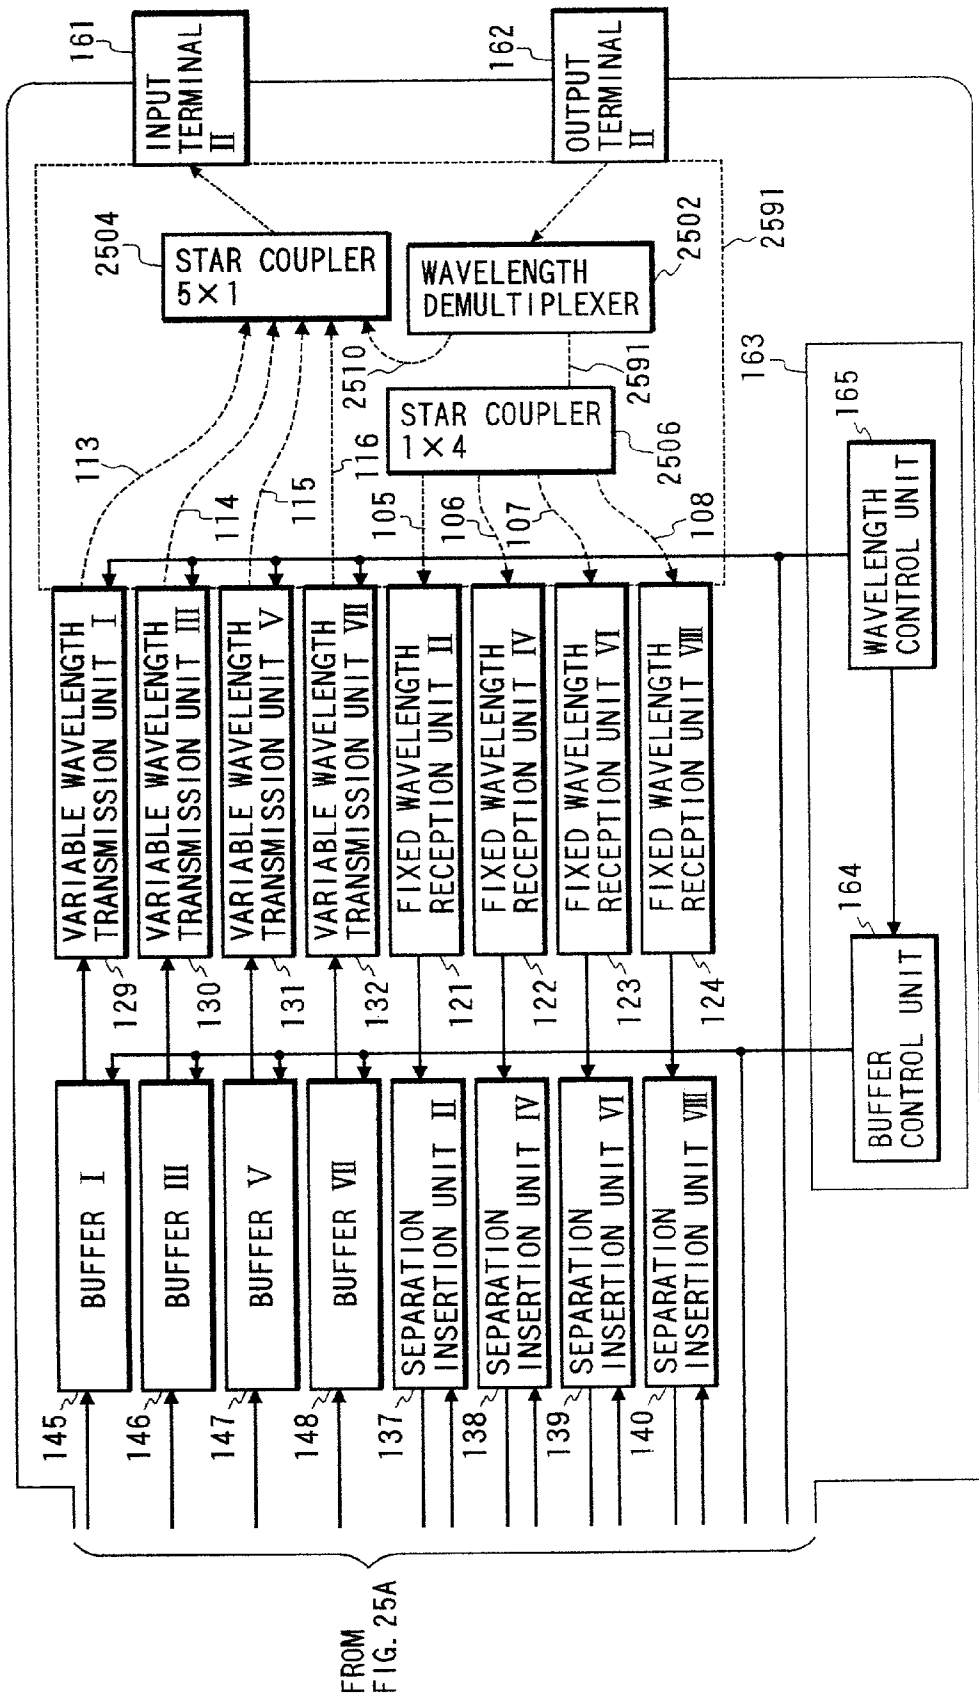 FROM
FIG. 25A
145
BUFFER I
146
BUFFER III
147
BUFFER V
148
BUFFER VII
137
SEPARATION
INSERTION UNIT II
138
SEPARATION
INSERTION UNIT IV
139
SEPARATION
INSERTION UNIT VI
140
SEPARATION
INSERTION UNIT VIII
129
VARIABLE WAVELENGTH
TRANSMISSION UNIT I
130
VARIABLE WAVELENGTH
TRANSMISSION UNIT III
131
VARIABLE WAVELENGTH
TRANSMISSION UNIT V
132
VARIABLE WAVELENGTH
TRANSMISSION UNIT VII
121
FIXED WAVELENGTH
RECEPTION UNIT II
122
FIXED WAVELENGTH
RECEPTION UNIT IV
123
FIXED WAVELENGTH
RECEPTION UNIT VI
124
FIXED WAVELENGTH
RECEPTION UNIT VIII
113
114
115
116
105
106
107
108
2504
STAR COUPLER
5×1
2510
WAVELENGTH
DEMULTIPLEXER
2502
2591
STAR COUPLER
1×4
2506
2591
161
INPUT
TERMINAL
II
162
OUTPUT
TERMINAL
II
163
164
BUFFER
CONTROL UNIT
165
WAVELENGTH
CONTROL UNIT